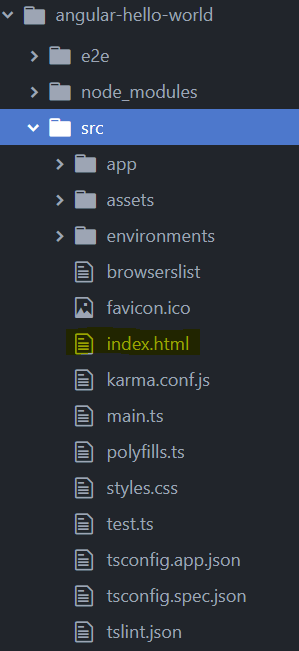 angular-hello-world
e2e
node_modules
src
app
assets
environments
browserslist
favicon.ico
index.html
karma.conf.js
main.ts
polyfills.ts
styles.css
test.ts
tsconfig.app.json
tsconfig.spec.json
tslint.json